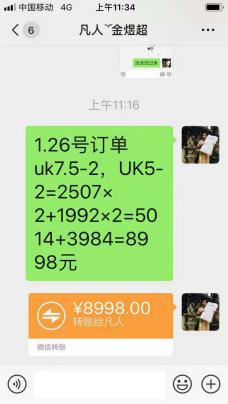 中国移动 4G
上午11:34
6
凡人 金煜超
上午11:16
1.26号订单
uk7.5-2，UK5-
2=2507×
2+1992×2=50
14+3984=89
98元
¥8998.00
转账给凡人
微信转账